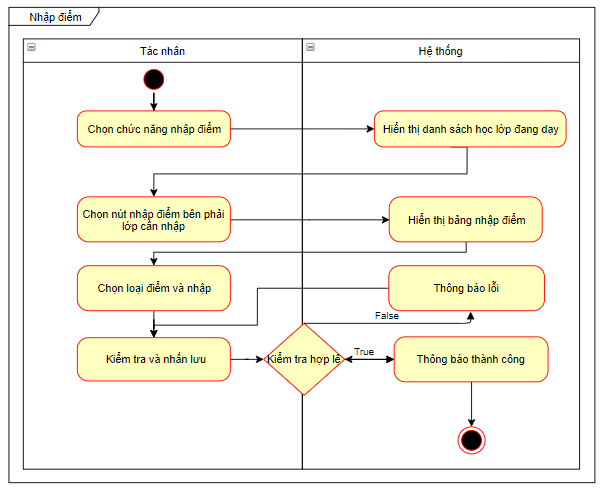 Nhập điểm
Tác nhân
Hệ thống
Chọn chức năng nhập điểm
Hiển thị danh sách học lớp đang dạy
Chọn nút nhập điểm bên phải
lớp cần nhập
Hiển thị bảng nhập điểm
Chọn loại điểm và nhập
Thông báo lỗi
False
Kiểm tra và nhấn lưu
Kiểm tra hợp lệ
True
Thông báo thành công